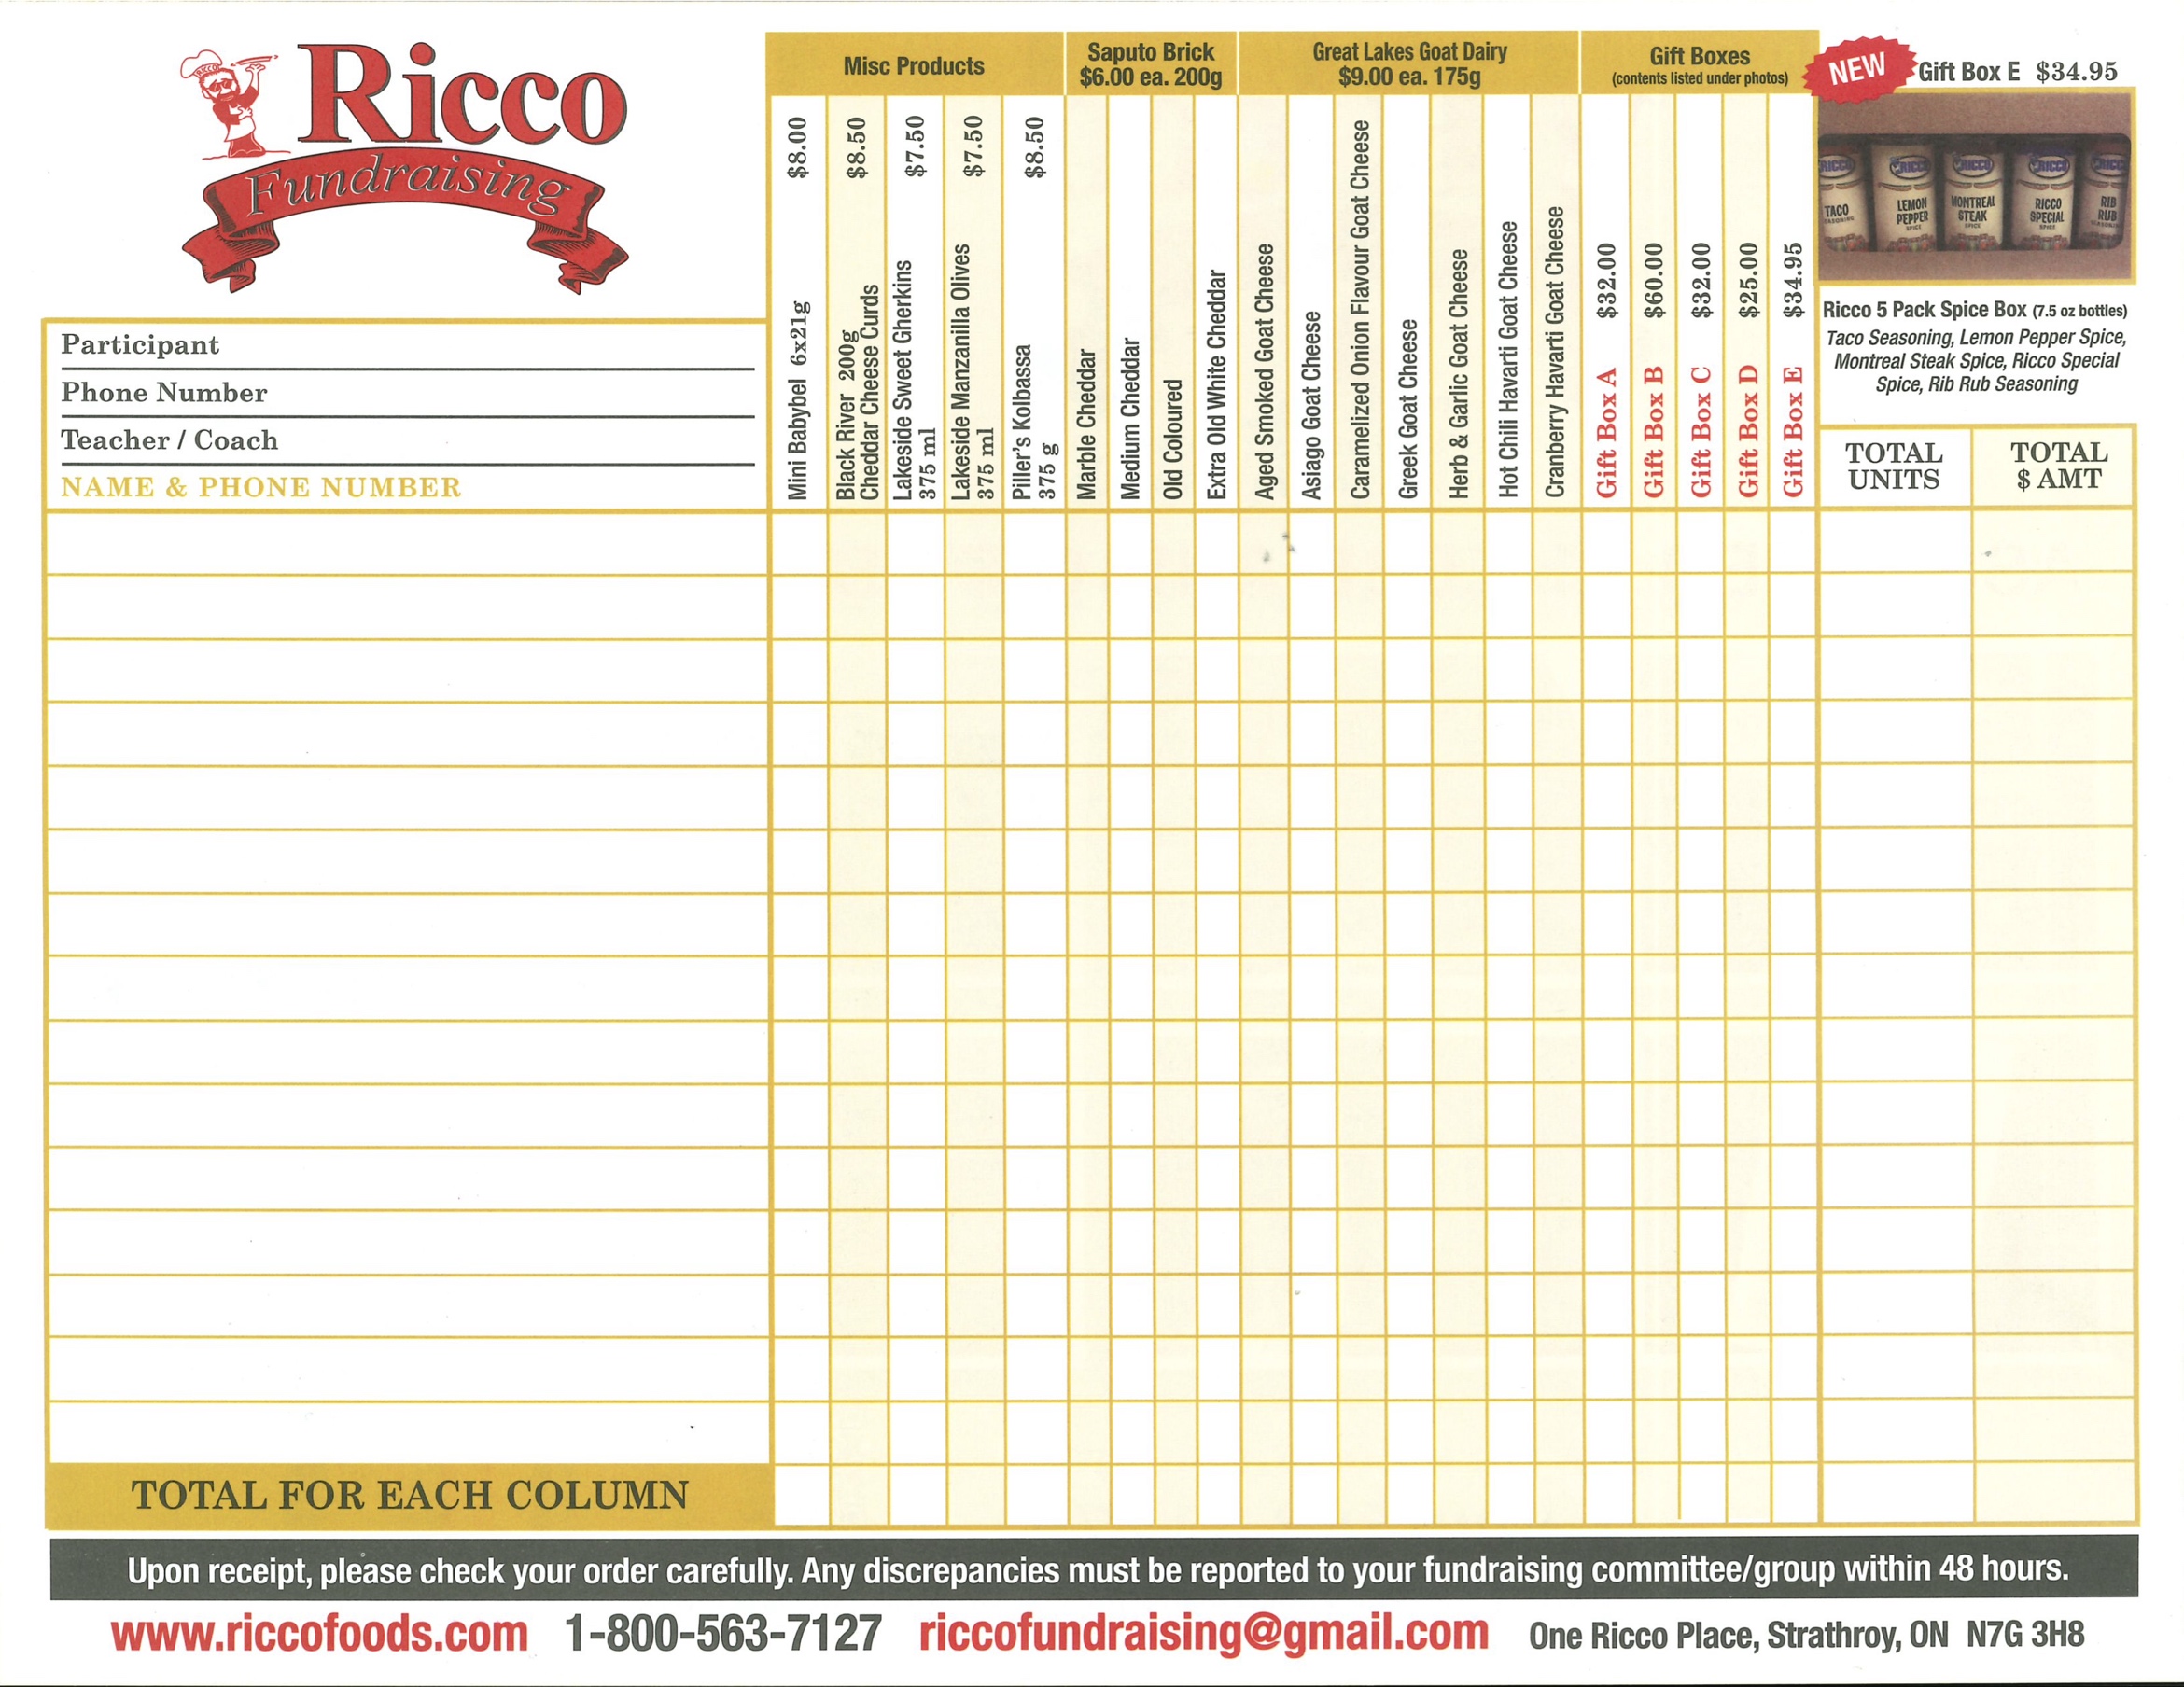 Ricco
Fundraising
Participant
Phone Number
Teacher / Coach
NAME & PHONE NUMBER
Misc Products
Mini Babybel 6x21g $8.00
Black River 200g $8.50
Cheddar Cheese Curds
Lakeside Sweet Gherkins $7.50
375 ml
Lakeside Manzanilla Olives $7.50
375 ml
Piller's Kolbassa $8.50
375 g
Saputo Brick
$6.00 ea. 200g
Marble Cheddar
Medium Cheddar
Old Coloured
Extra Old White Cheddar
Great Lakes Goat Dairy
$9.00 ea. 175g
Aged Smoked Goat Cheese
Asiago Goat Cheese
Caramelized Onion Flavour Goat Cheese
Greek Goat Cheese
Herb & Garlic Goat Cheese
Hot Chili Havarti Goat Cheese
Cranberry Havarti Goat Cheese
Gift Boxes
(contents listed under photos)
Gift Box A $32.00
Gift Box B $60.00
Gift Box C $32.00
Gift Box D $25.00
Gift Box E $34.95
NEW
Gift Box E $34.95
RICCO RICCO RICCO RICCO RICCO
TACO
LEMON PEPPER SPICE
MONTREAL STEAK SPICE
RICCO SPECIAL SPICE
RIB RUB
Ricco 5 Pack Spice Box (7.5 oz bottles)
Taco Seasoning, Lemon Pepper Spice,
Montreal Steak Spice, Ricco Special
Spice, Rib Rub Seasoning
TOTAL
UNITS
TOTAL
$ AMT
TOTAL FOR EACH COLUMN
Upon receipt, please check your order carefully. Any discrepancies must be reported to your fundraising committee/group within 48 hours.
www.riccofoods.com 1-800-563-7127 riccofundraising@gmail.com One Ricco Place, Strathroy, ON N7G 3H8